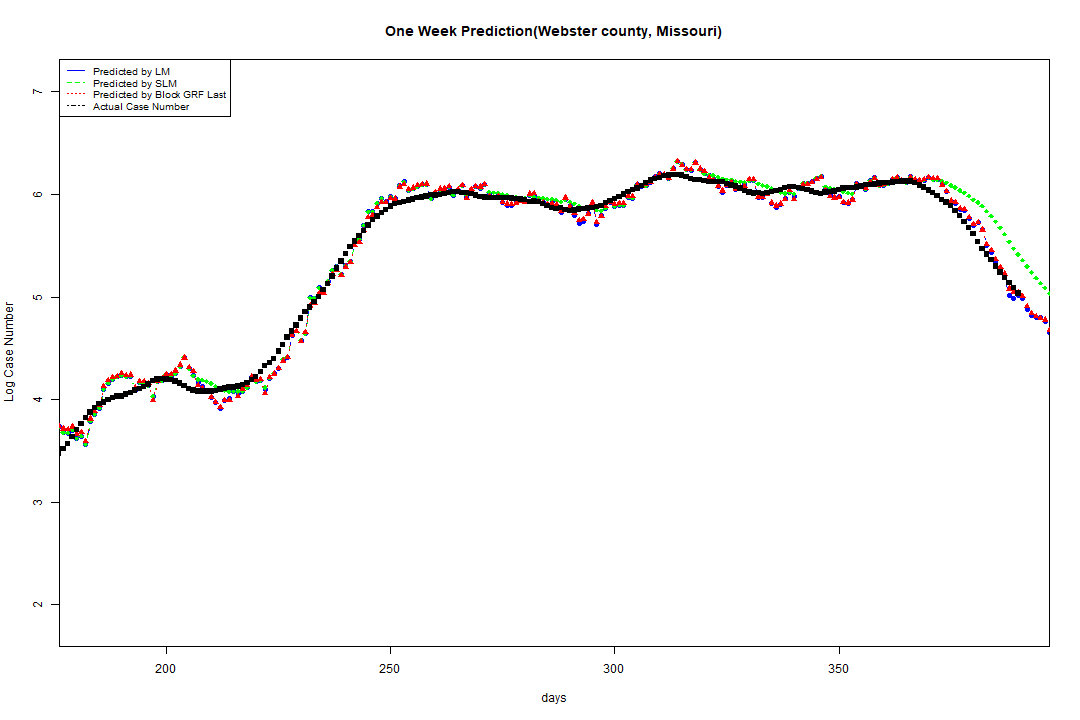 One Week Prediction(Webster county, Missouri)
Predicted by LM
Predicted by SLM
Predicted by Block GRF Last
Actual Case Number
7
6
5
4
3
2
Log Case Number
200
250
300
350
days